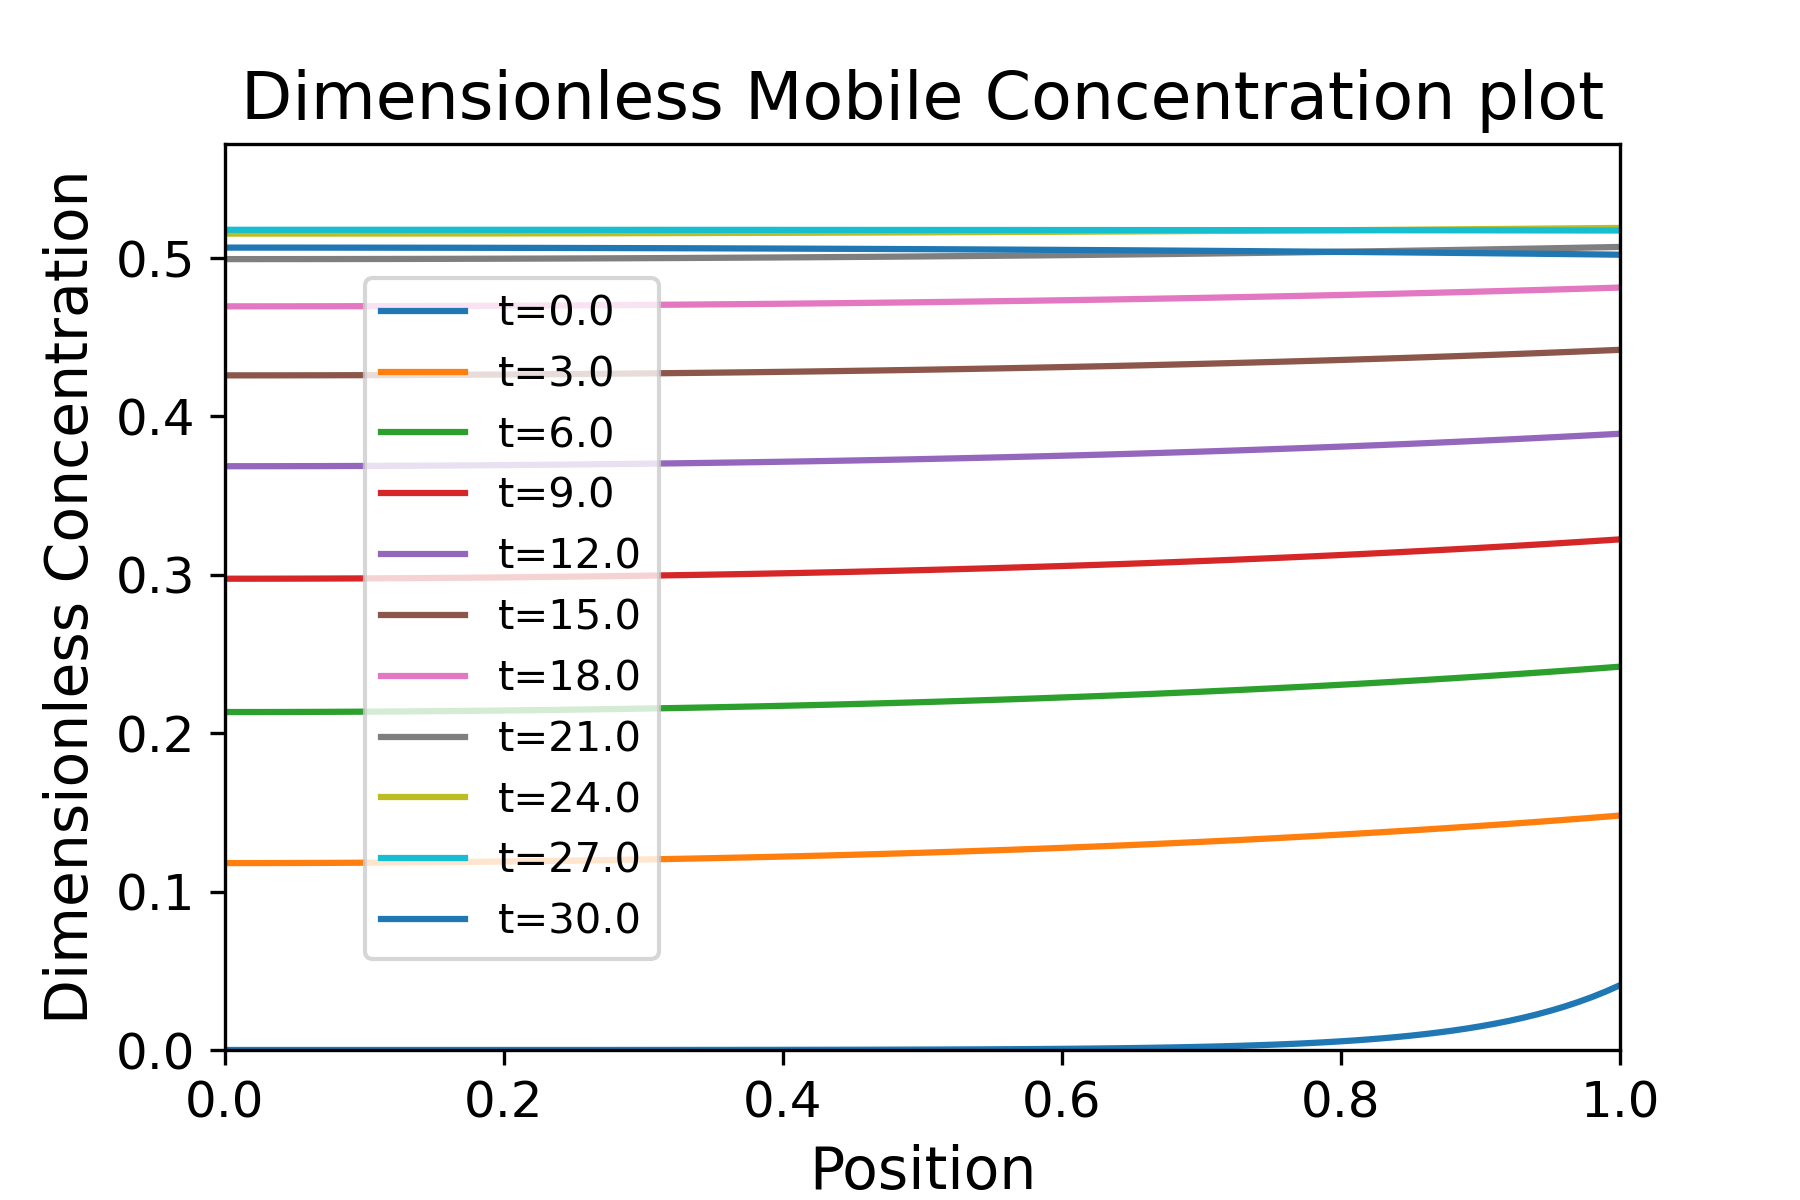 Dimensionless Mobile Concentration plot
Dimensionless Concentration
0.5
0.4
0.3
0.2
0.1
0.0
t=0.0
t=3.0
t=6.0
t=9.0
t=12.0
t=15.0
t=18.0
t=21.0
t=24.0
t=27.0
t=30.0
0.0 0.2 0.4 0.6 0.8 1.0
Position